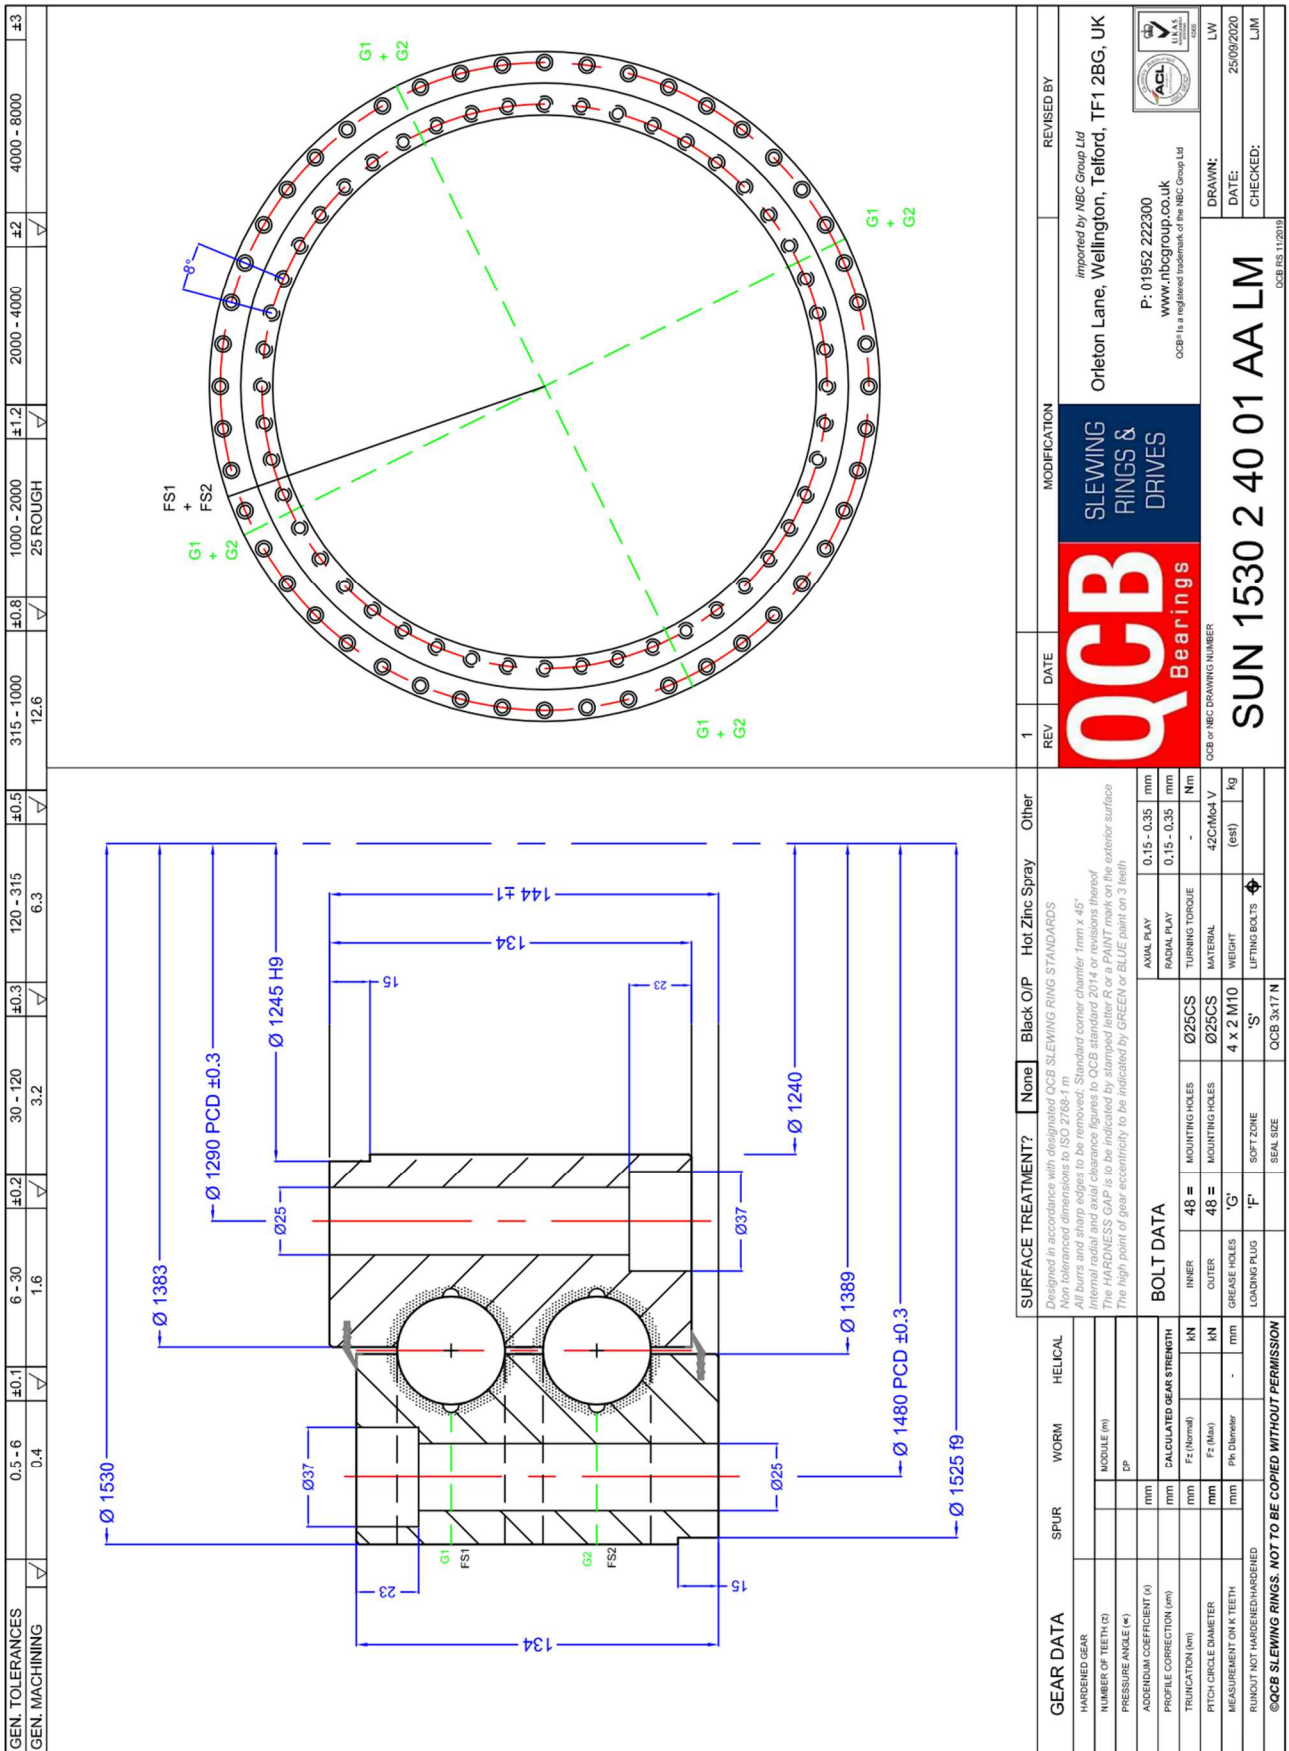 GEN. TOLERANCES 0.5 - 6 ±0.1 6 - 30 ±0.2 30 - 120 ±0.3 120 - 315 ±0.5 315 - 1000 ±0.8 1000 - 2000 ±1.2 2000 - 4000 ±2 4000 - 8000 ±3
GEN. MACHINING 0.4 1.6 3.2 6.3 12.6 25 ROUGH
Ø 1530
Ø 1383
Ø 1290 PCD ±0.3
Ø 1245 H9
Ø25
Ø37
23
134
15
134
144 ±1
23
Ø37
15
Ø25
G1
FS1
G2
FS2
Ø 1240
Ø 1389
Ø 1480 PCD ±0.3
Ø 1525 f9
FS1
+
FS2
G1
+
G2
8°
G1
+
G2
G1
+
G2
G1
+
G2
GEAR DATA SPUR WORM HELICAL
HARDENED GEAR
NUMBER OF TEETH (z) MODULE (m)
PRESSURE ANGLE (∝) DP
ADDENDUM COEFFICIENT (x) mm
PROFILE CORRECTION (xm) mm CALCULATED GEAR STRENGTH
TRUNCATION (km) mm Fz (Normal) kN
PITCH CIRCLE DIAMETER mm Fz (Max) kN
MEASUREMENT ON K TEETH mm Pin Diameter - mm
RUNOUT NOT HARDENED/HARDENED
©QCB SLEWING RINGS. NOT TO BE COPIED WITHOUT PERMISSION
SURFACE TREATMENT? None Black O/P Hot Zinc Spray Other
Designed in accordance with designated QCB SLEWING RING STANDARDS
Non toleranced dimensions to ISO 2768-1 m
All burrs and sharp edges to be removed: Standard corner chamfer 1mm x 45°
Internal radial and axial clearance figures to QCB standard 2014 or revisions thereof
The HARDNESS GAP is to be indicated by stamped letter R or a PAINT mark on the exterior surface
The high point of gear eccentricity to be indicated by GREEN or BLUE paint on 3 teeth
BOLT DATA
INNER 48 = MOUNTING HOLES Ø25CS
OUTER 48 = MOUNTING HOLES Ø25CS
GREASE HOLES 'G' 4 x 2 M10
LOADING PLUG 'F' SOFT ZONE 'S'
SEAL SIZE QCB 3x17 N
AXIAL PLAY 0.15 - 0.35 mm
RADIAL PLAY 0.15 - 0.35 mm
TURNING TORQUE - Nm
MATERIAL 42CrMo4 V
WEIGHT (est) kg
LIFTING BOLTS
1
REV DATE MODIFICATION REVISED BY
QCB
Bearings
SLEWING
RINGS &
DRIVES
imported by NBC Group Ltd
Orleton Lane, Wellington, Telford, TF1 2BG, UK
P: 01952 222300
www.nbcgroup.co.uk
QCB® is a registered trademark of the NBC Group Ltd
ACL
UKAS
QCB or NBC DRAWING NUMBER
SUN 1530 2 40 01 AA LM
DRAWN: LW
DATE: 25/09/2020
CHECKED: LJM
QCB RS 11/2019